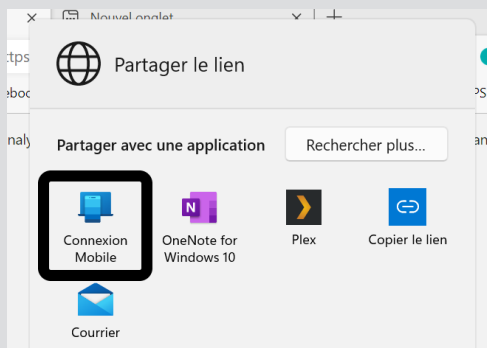 Nouvel onglet
ttps
Partager le lien
Partager avec une application
Rechercher plus...
Connexion
Mobile
OneNote for
Windows 10
Plex
Copier le lien
Courrier